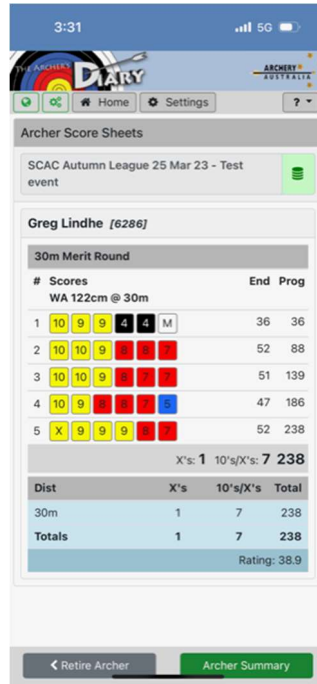 3:31
5G
THE ARCHER'S DIARY
ARCHERY
AUSTRALIA
Home Settings ?
Archer Score Sheets
SCAC Autumn League 25 Mar 23 - Test
event
Greg Lindhe [6286]
30m Merit Round
# Scores End Prog
WA 122cm @ 30m
1 10 9 9 4 4 M 36 36
2 10 10 9 8 8 7 52 88
3 10 10 9 8 7 7 51 139
4 10 9 8 8 7 5 47 186
5 X 9 9 9 8 7 52 238
X's: 1 10's/X's: 7 238
Dist X's 10's/X's Total
30m 1 7 238
Totals 1 7 238
Rating: 38.9
Retire Archer Archer Summary